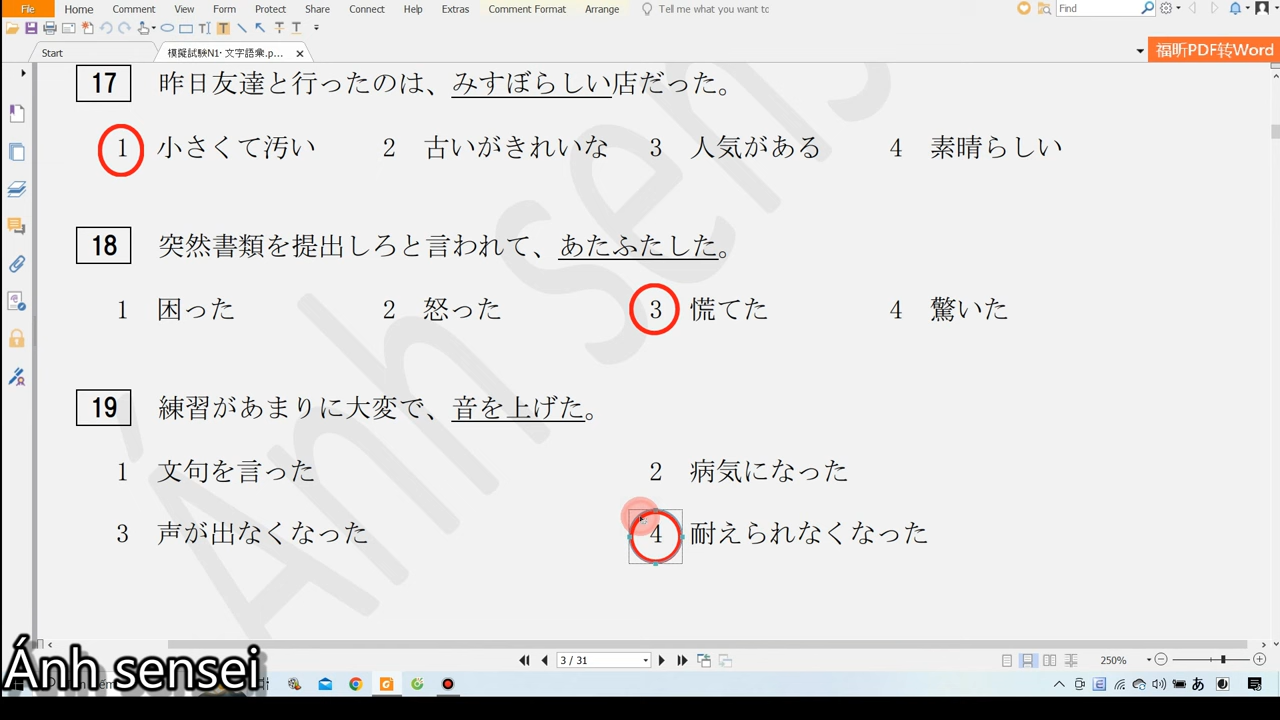 File Home Comment View Form Protect Share Connect Help Extras Comment Format Arrange Tell me what you want to Find
Start 模擬試験N1- 文字語彙.p... 福昕PDF转Word
17 昨日友達と行ったのは、みすぼらしい店だった。
1 小さくて汚い 2 古いがきれいな 3 人気がある 4 素晴らしい
18 突然書類を提出しろと言われて、あたふたした。
1 困った 2 怒った 3 慌てた 4 驚いた
19 練習があまりに大変で、音を上げた。
1 文句を言った 2 病気になった
3 声が出なくなった 4 耐えられなくなった
Ánh sens
Ánh sensei
3 / 31 250%
あ